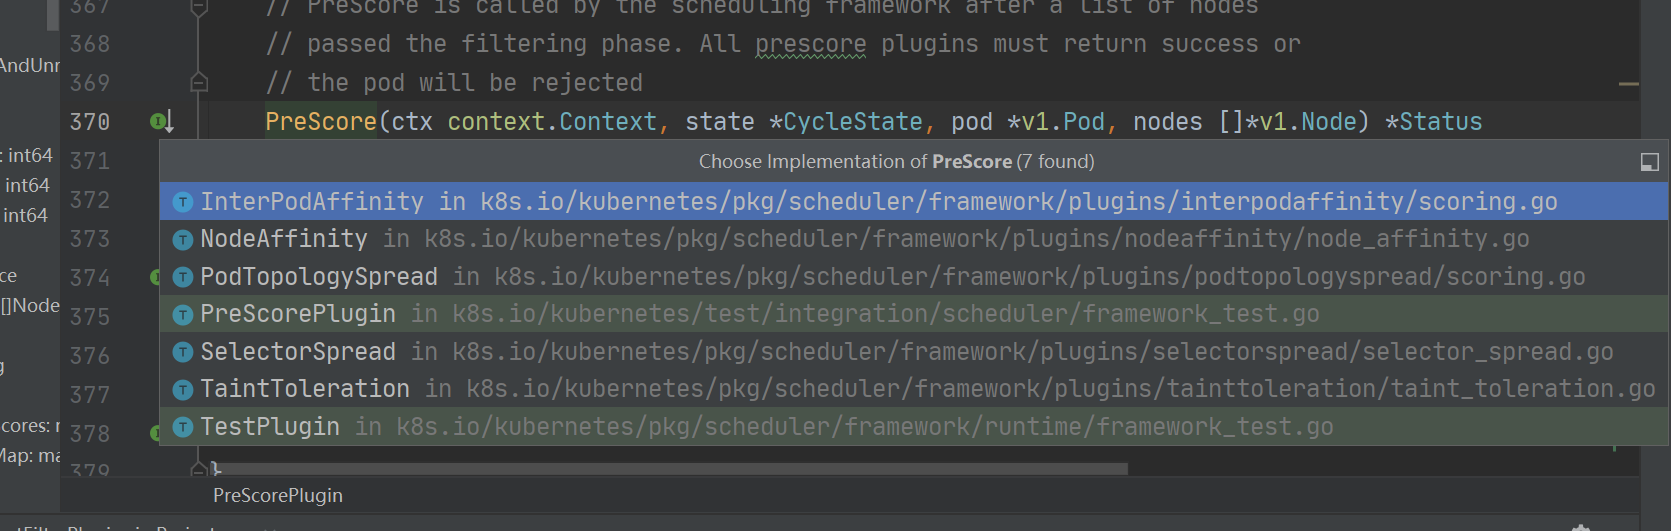 367 // PreScore is called by the scheduling framework after a list of nodes
368 // passed the filtering phase. All prescore plugins must return success or
AndUnr
369 // the pod will be rejected
370 PreScore(ctx context.Context, state *CycleState, pod *v1.Pod, nodes []*v1.Node) *Status
: int64
371 Choose Implementation of PreScore (7 found)
int64
372 InterPodAffinity in k8s.io/kubernetes/pkg/scheduler/framework/plugins/interpodaffinity/scoring.go
int64
373 NodeAffinity in k8s.io/kubernetes/pkg/scheduler/framework/plugins/nodeaffinity/node_affinity.go
ce
374 PodTopologySpread in k8s.io/kubernetes/pkg/scheduler/framework/plugins/podtopologyspread/scoring.go
[]Node
375 PreScorePlugin in k8s.io/kubernetes/test/integration/scheduler/framework_test.go
376 SelectorSpread in k8s.io/kubernetes/pkg/scheduler/framework/plugins/selectorspread/selector_spread.go
g
377 TaintToleration in k8s.io/kubernetes/pkg/scheduler/framework/plugins/tainttoleration/taint_toleration.go
cores: r
378 TestPlugin in k8s.io/kubernetes/pkg/scheduler/framework/runtime/framework_test.go
Map: ma
379 }
PreScorePlugin